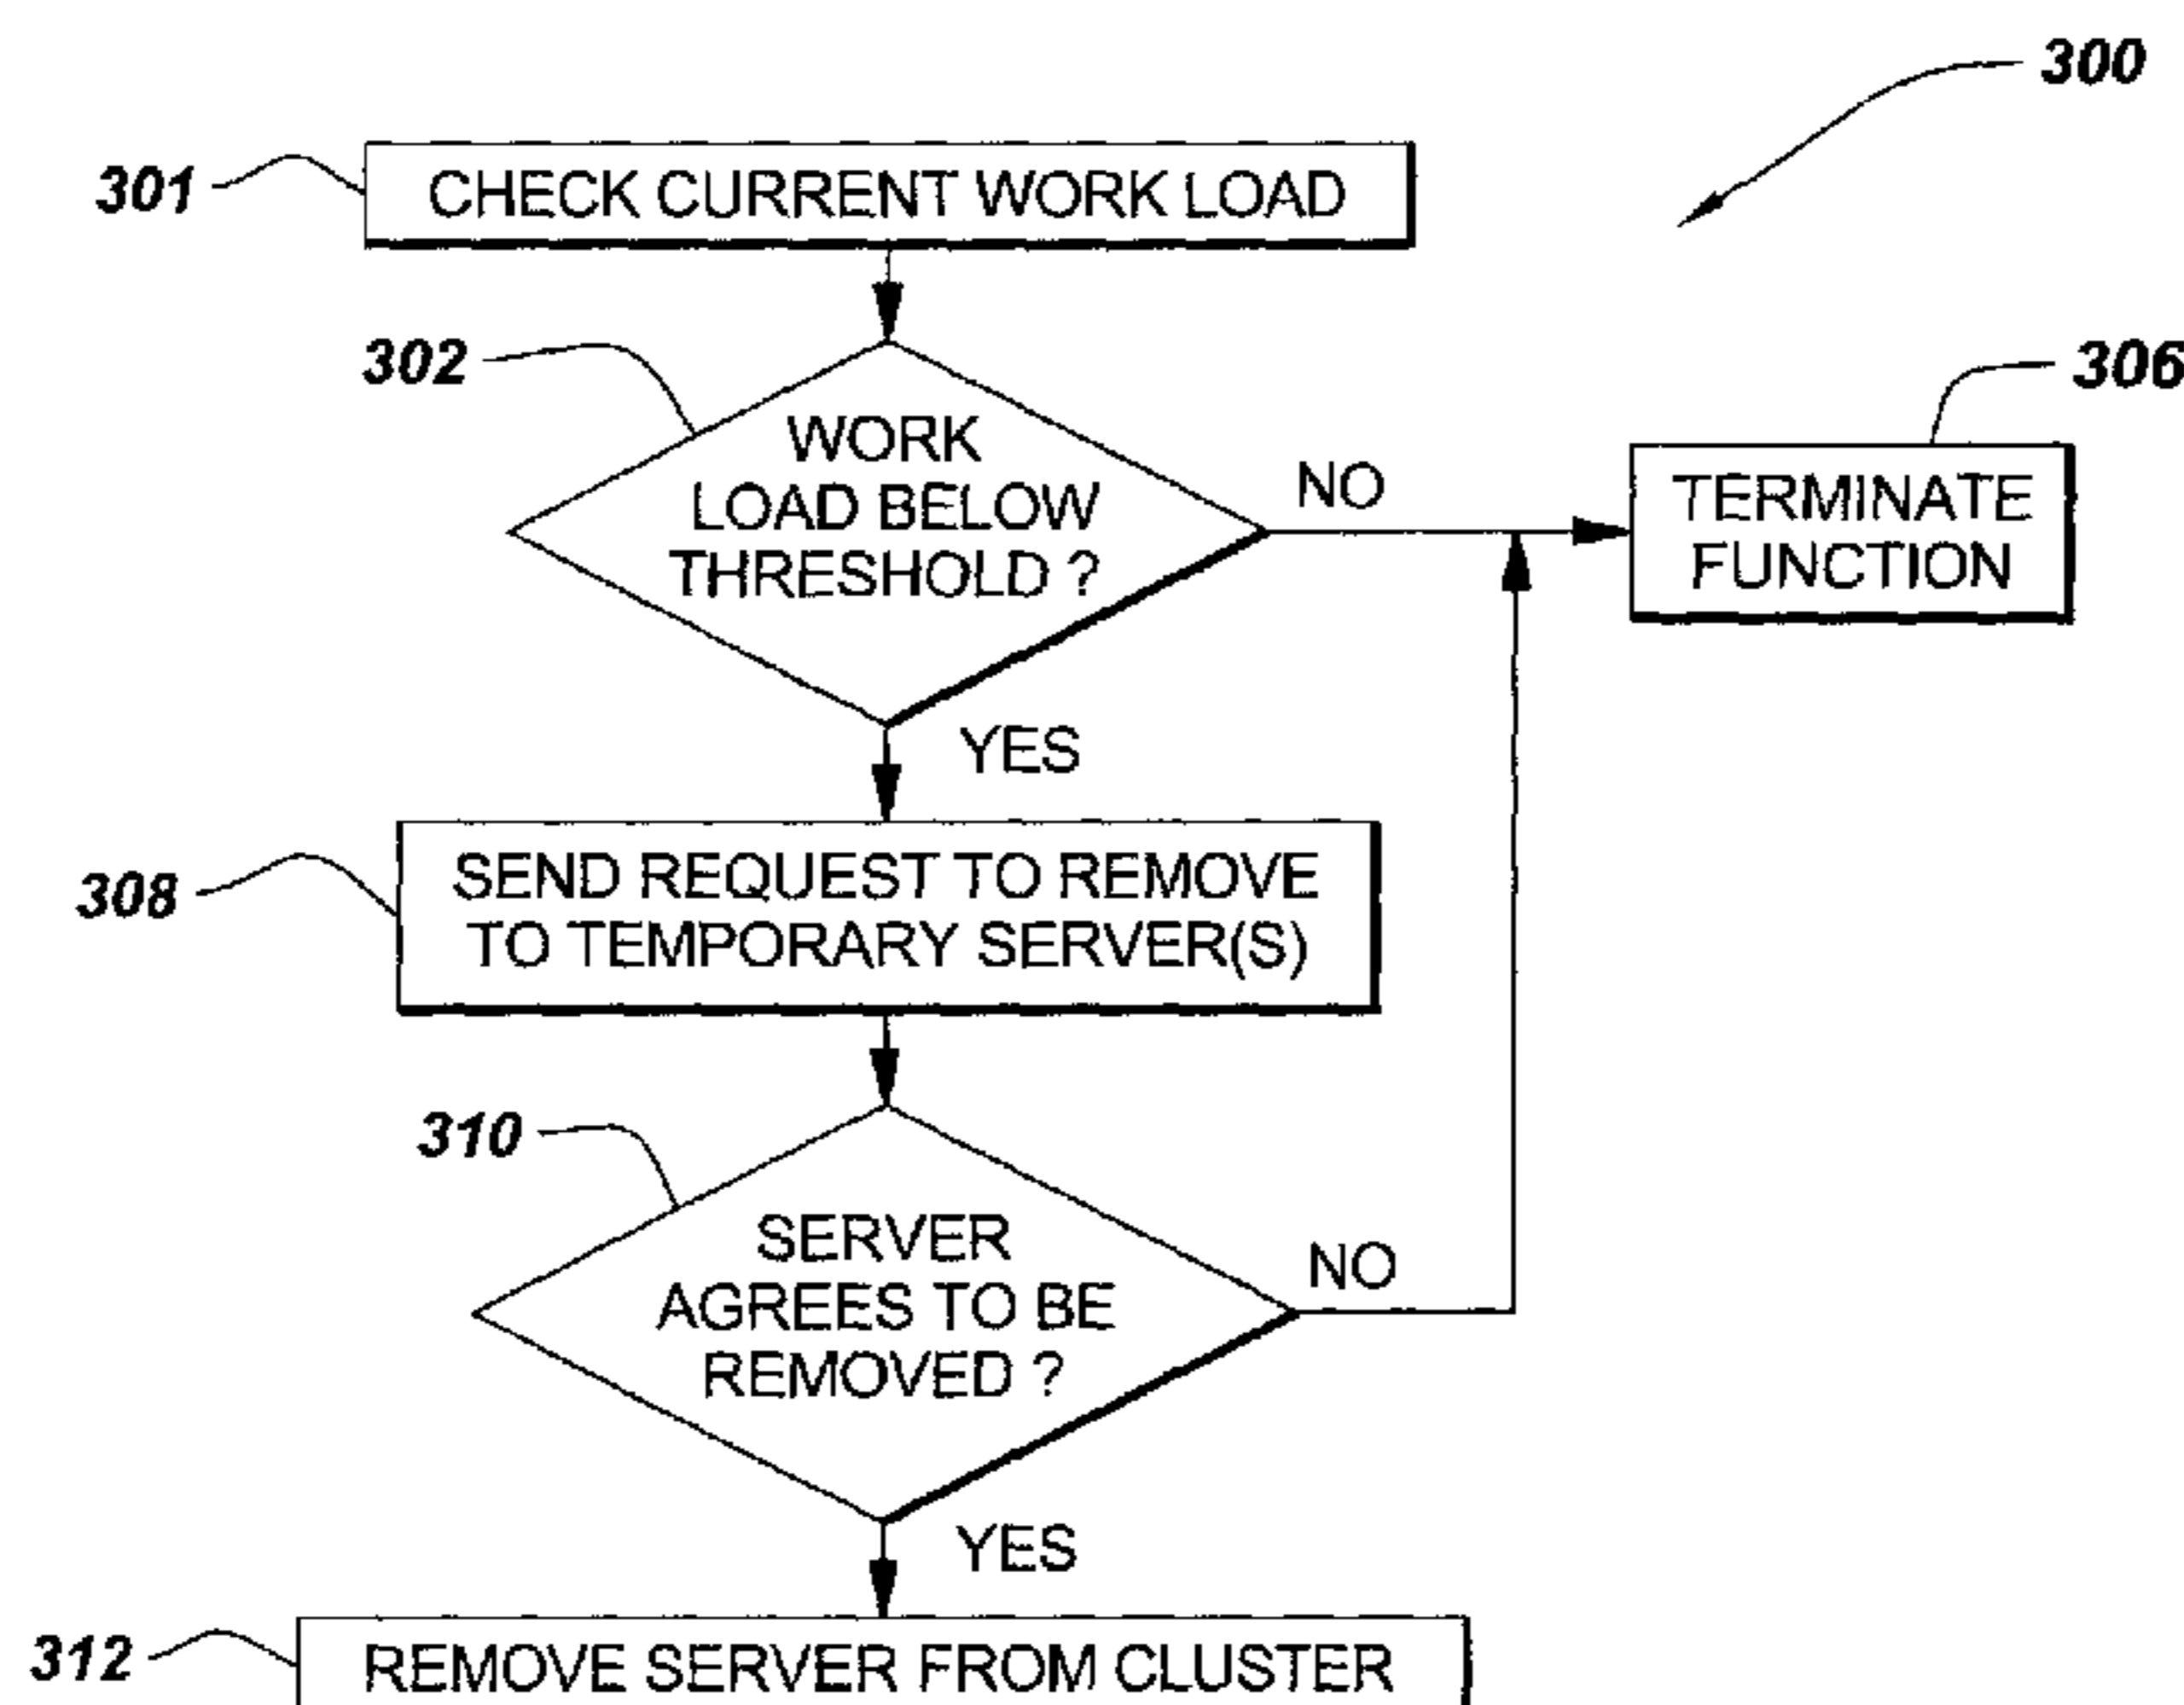 300
301
CHECK CURRENT WORK LOAD
302
WORK
LOAD BELOW
THRESHOLD ?
NO
306
TERMINATE
FUNCTION
YES
308
SEND REQUEST TO REMOVE
TO TEMPORARY SERVER(S)
310
SERVER
AGREES TO BE
REMOVED ?
NO
YES
312
REMOVE SERVER FROM CLUSTER